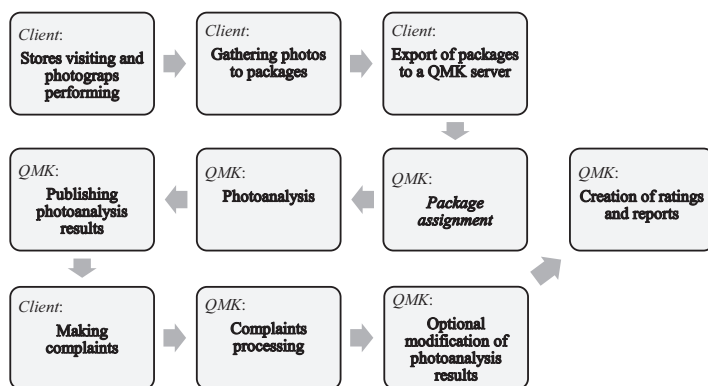 Client:
Stores visiting and
photograps
performing
Client:
Gathering photos
to packages
Client:
Export of packages
to a QMK server
QMK:
Package
assignment
QMK:
Photoanalysis
QMK:
Publishing
photoanalysis
results
Client:
Making
complaints
QMK:
Complaints
processing
QMK:
Optional
modification of
photoanalysis
results
QMK:
Creation of ratings
and reports